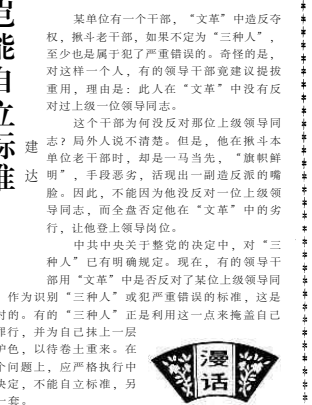 岂能自立标准
建达
某单位有一个干部，“文革”中造反夺
权，揪斗老干部，如果不定为“三种人”，
至少也是属于犯了严重错误的。奇怪的是，
对这样一个人，有的领导干部竟建议提拔
重用，理由是：此人在“文革”中没有反
对过上级一位领导同志。
这个干部为何没反对那位上级领导同
志？局外人说不清楚。但是，他在揪斗本
单位老干部时，却是一马当先，“旗帜鲜
明”，手段恶劣，活现出一副造反派的嘴
脸。因此，不能因为他没反对一位上级领
导同志，而全盘否定他在“文革”中的劣
行，让他登上领导岗位。
中共中央关于整党的决定中，对“三
种人”已有明确规定。现在，有的领导干
部用“文革”中是否反对了某位上级领导同
作为识别“三种人”或犯严重错误的标准，这是
对的。有的“三种人”正是利用这一点来掩盖自己
罪行，并为自己抹上一层
护色，以待卷土重来。在
个问题上，应严格执行中
决定，不能自立标准，另
一套。
漫话